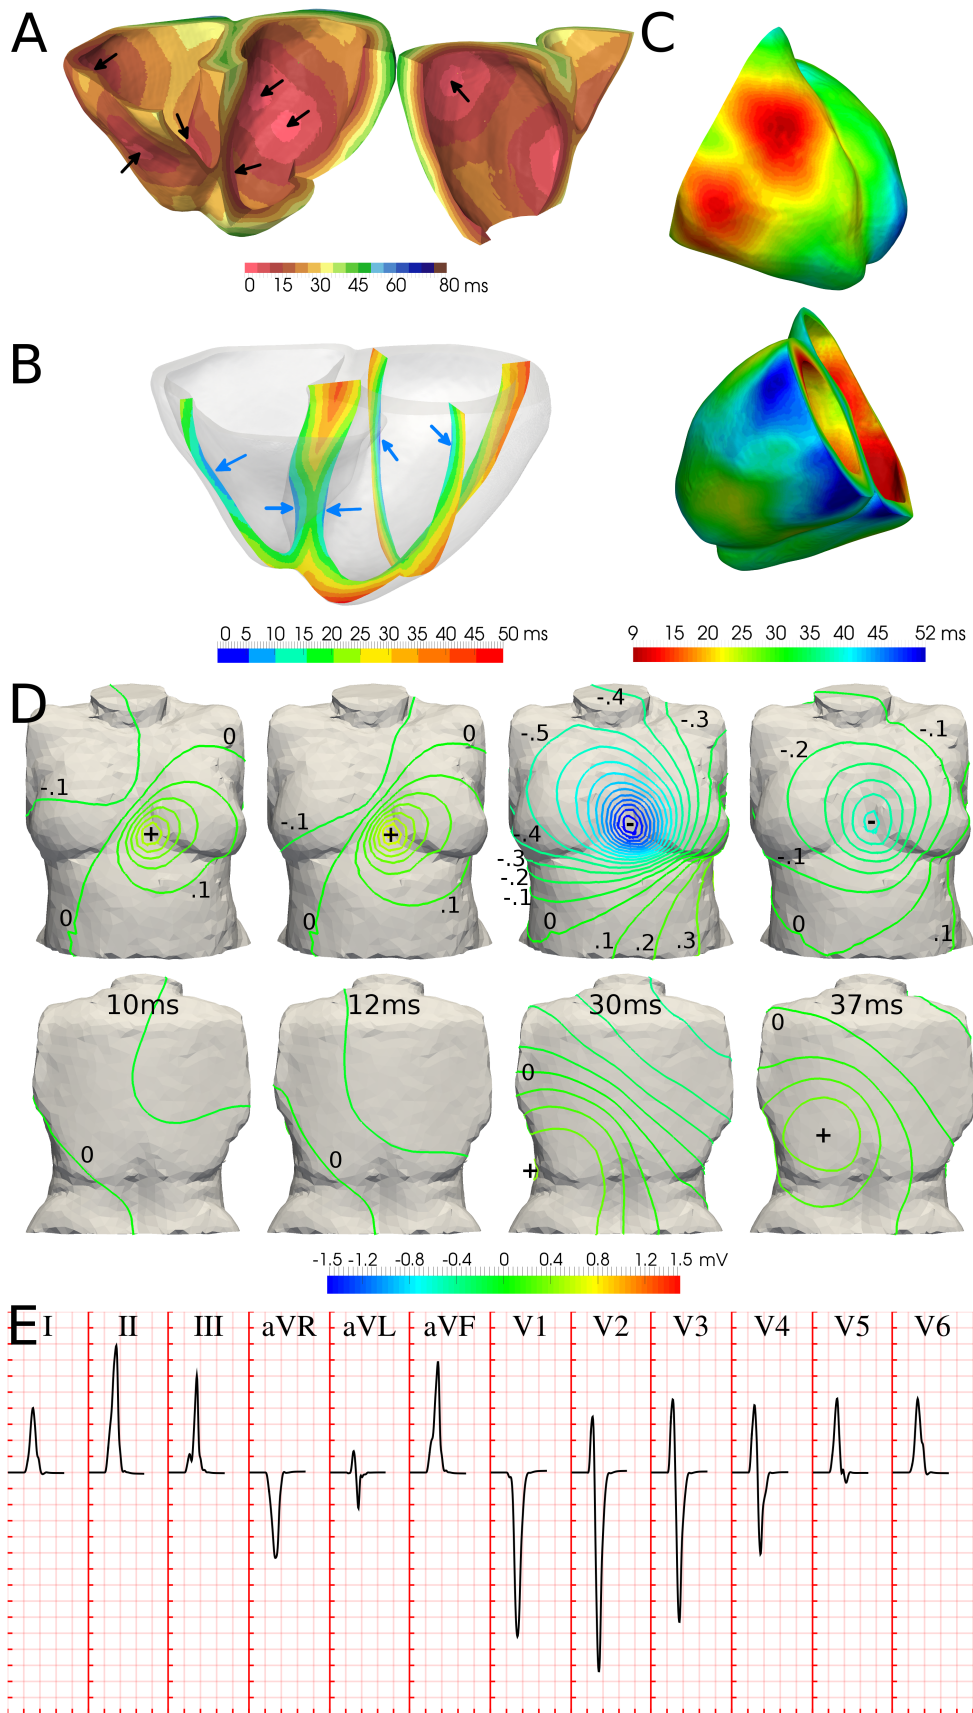 A
C
0 15 30 45 60 80 ms
B
0 5 10 15 20 25 30 35 40 45 50 ms
9 15 20 25 30 35 40 45 52 ms
D
0
-.1
+
.1
0
0
-.1
+
.1
0
-.4
-.3
-.5
-
-.4
-.3
-.2
-.1
0
.1 .2 .3
-.1
-.2
-
-.1
0
.1
10ms
0
12ms
0
30ms
0
+
37ms
0
+
-1.5 -1.2 -0.8 -0.4 0 0.4 0.8 1.2 1.5 mV
E
I II III aVR aVL aVF V1 V2 V3 V4 V5 V6